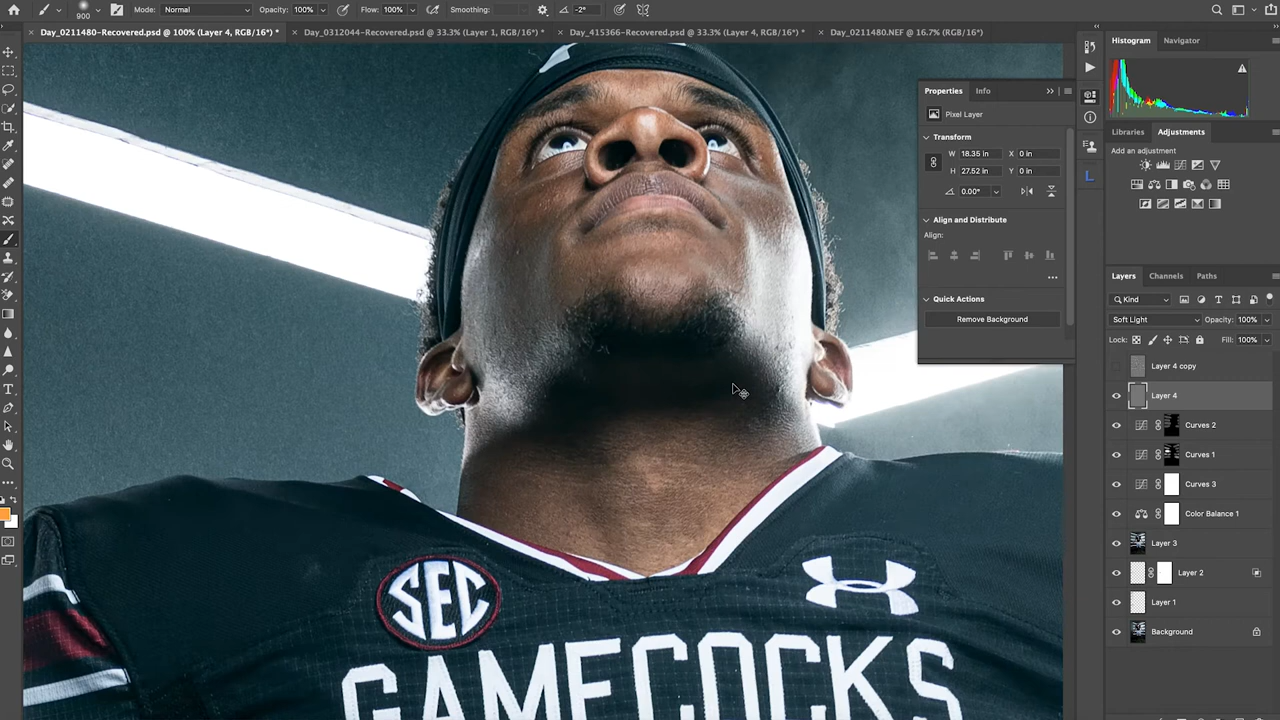 900 Mode: Normal Opacity: 100% Flow: 100% Smoothing: -2°
× Day_0211480-Recovered.psd @ 100% (Layer 4, RGB/16*) *
× Day_0312044-Recovered.psd @ 33.3% (Layer 1, RGB/16*) *
× Day_415366-Recovered.psd @ 33.3% (Layer 4, RGB/16*) *
× Day_0211480.NEF @ 16.7% (RGB/16*)
Histogram Navigator
Properties Info
Pixel Layer
Transform
W 18.35 in X 0 in
H 27.52 in Y 0 in
0.00°
Align and Distribute
Align:
Quick Actions
Remove Background
Libraries Adjustments
Add an adjustment
Layers Channels Paths
Kind
Soft Light Opacity: 100%
Lock: Fill: 100%
Layer 4 copy
Layer 4
Curves 2
Curves 1
Curves 3
Color Balance 1
Layer 3
Layer 2
Layer 1
Background
SEC
GAMECOCKS